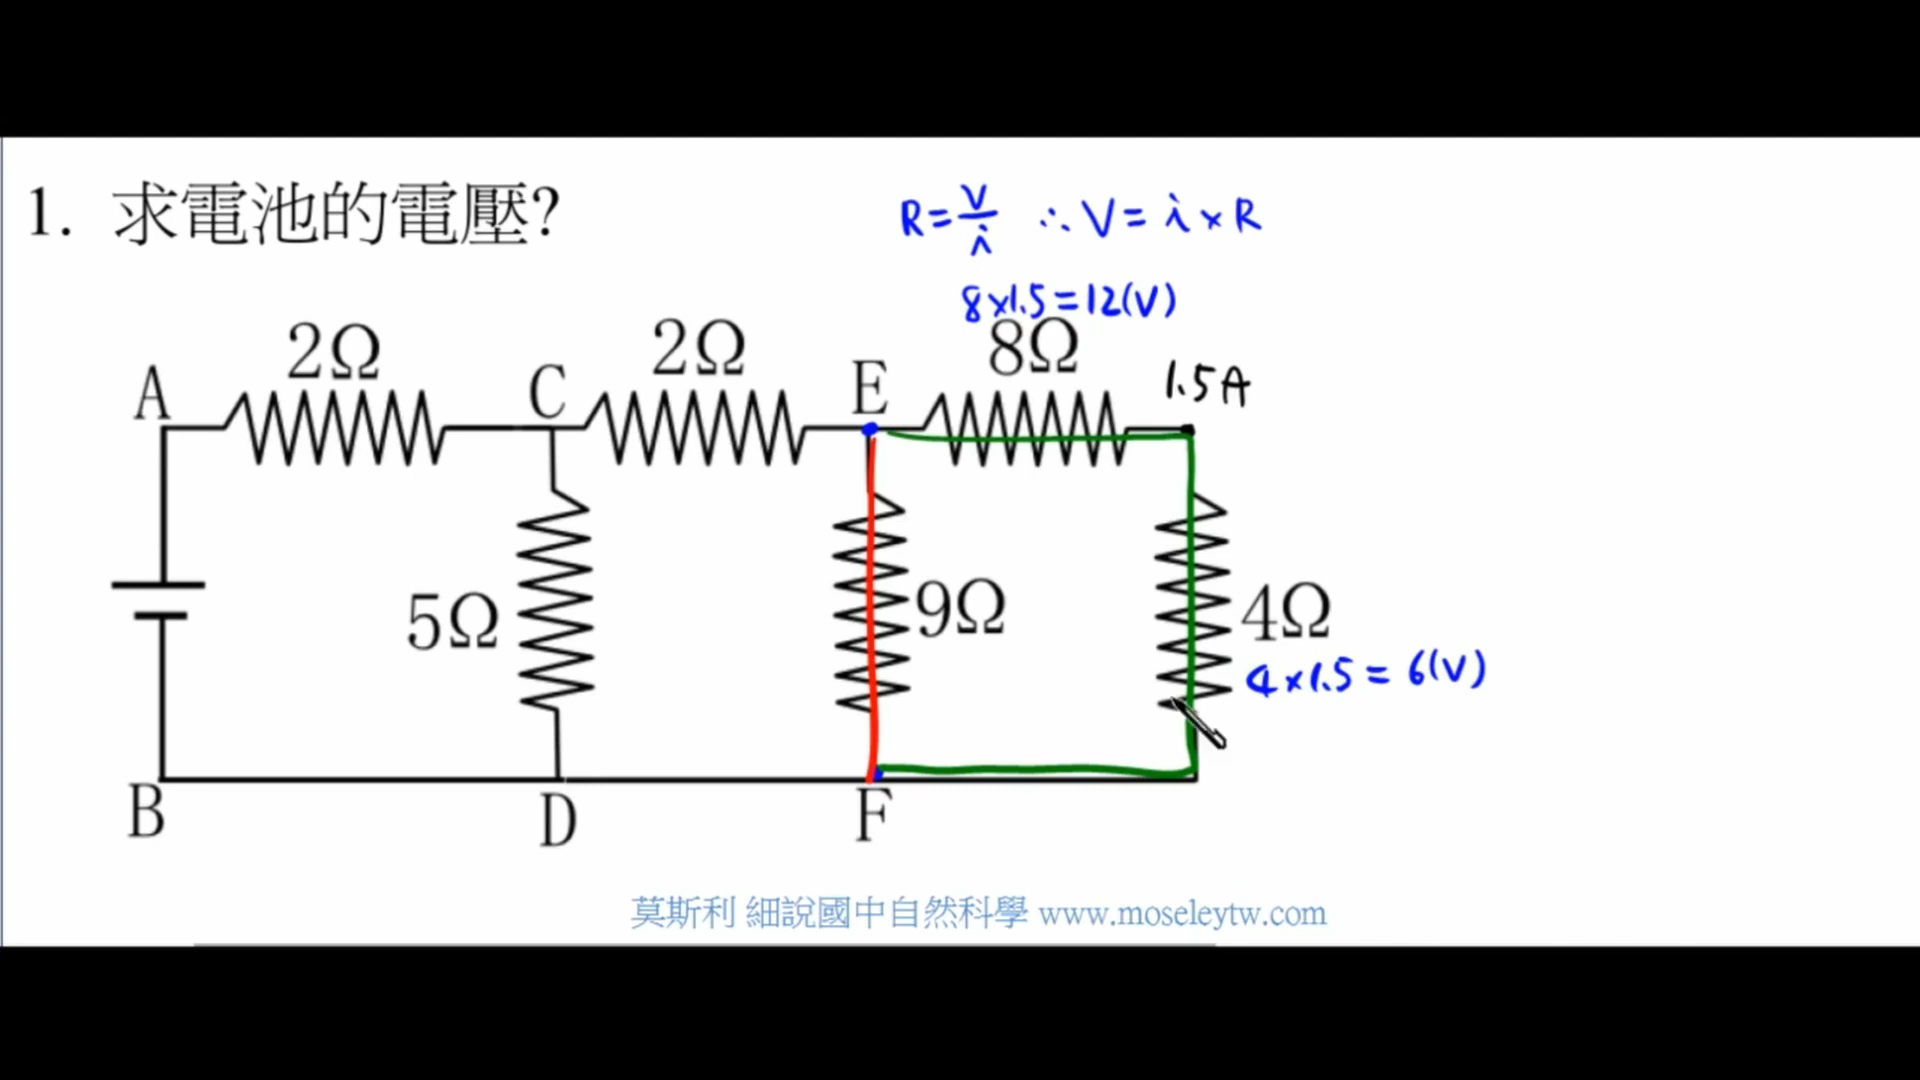 1. 求電池的電壓?
R=V/i ∴V=i×R
8×1.5=12(V)
2Ω
2Ω
8Ω
A
C
E
1.5A
5Ω
9Ω
4Ω
4×1.5=6(V)
B
D
F
莫斯利 細說國中自然科學 www.moseleytw.com